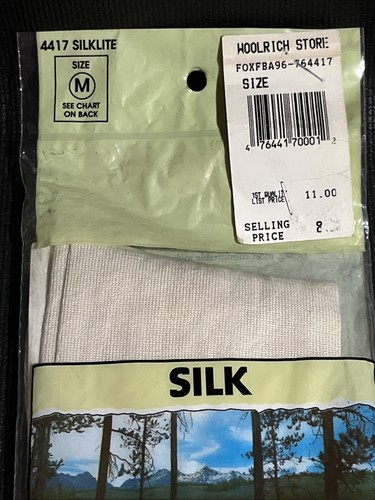 4417 SILKLITE
SIZE
M
SEE CHART
ON BACK
WOOLRICH STORE
FOXFBA96-764417
SIZE
4 76441 70001 2
1ST QUALITY
LIST PRICE 11.00
SELLING
PRICE 8
SILK